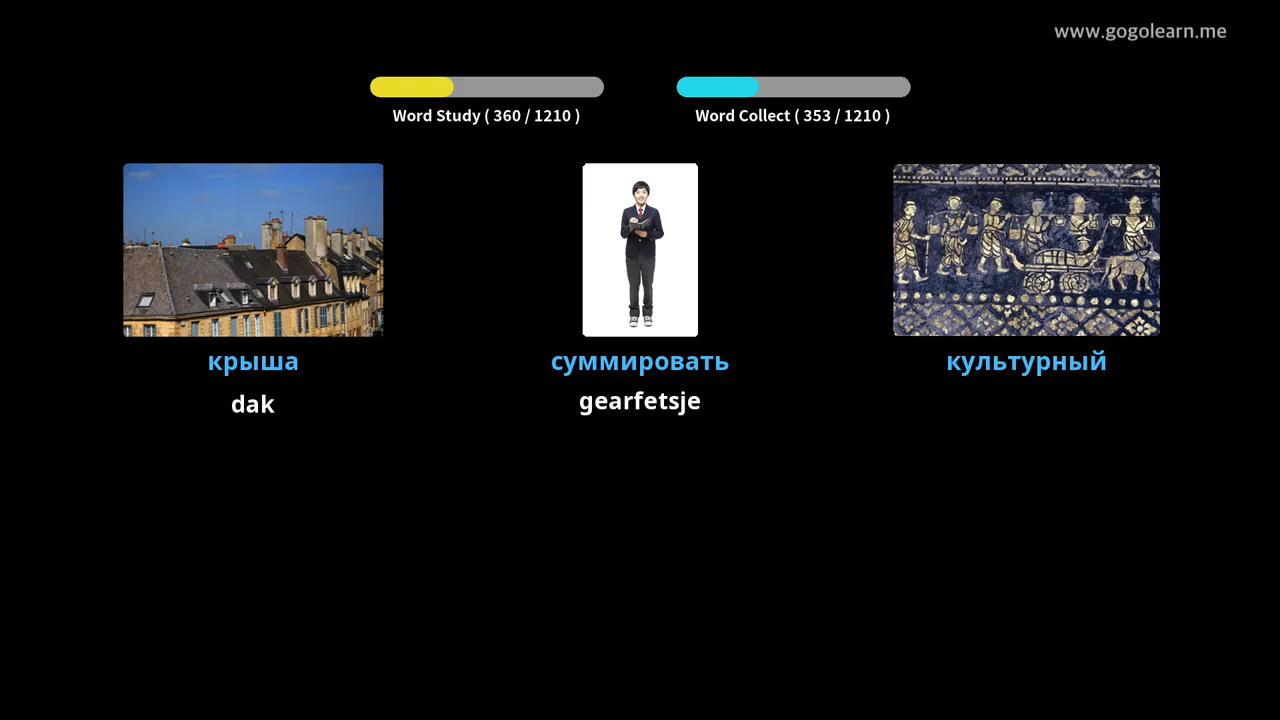 www.gogolearn.me
Word Study ( 360 / 1210 )
Word Collect ( 353 / 1210 )
крыша
суммировать
культурный
dak
gearfetsje